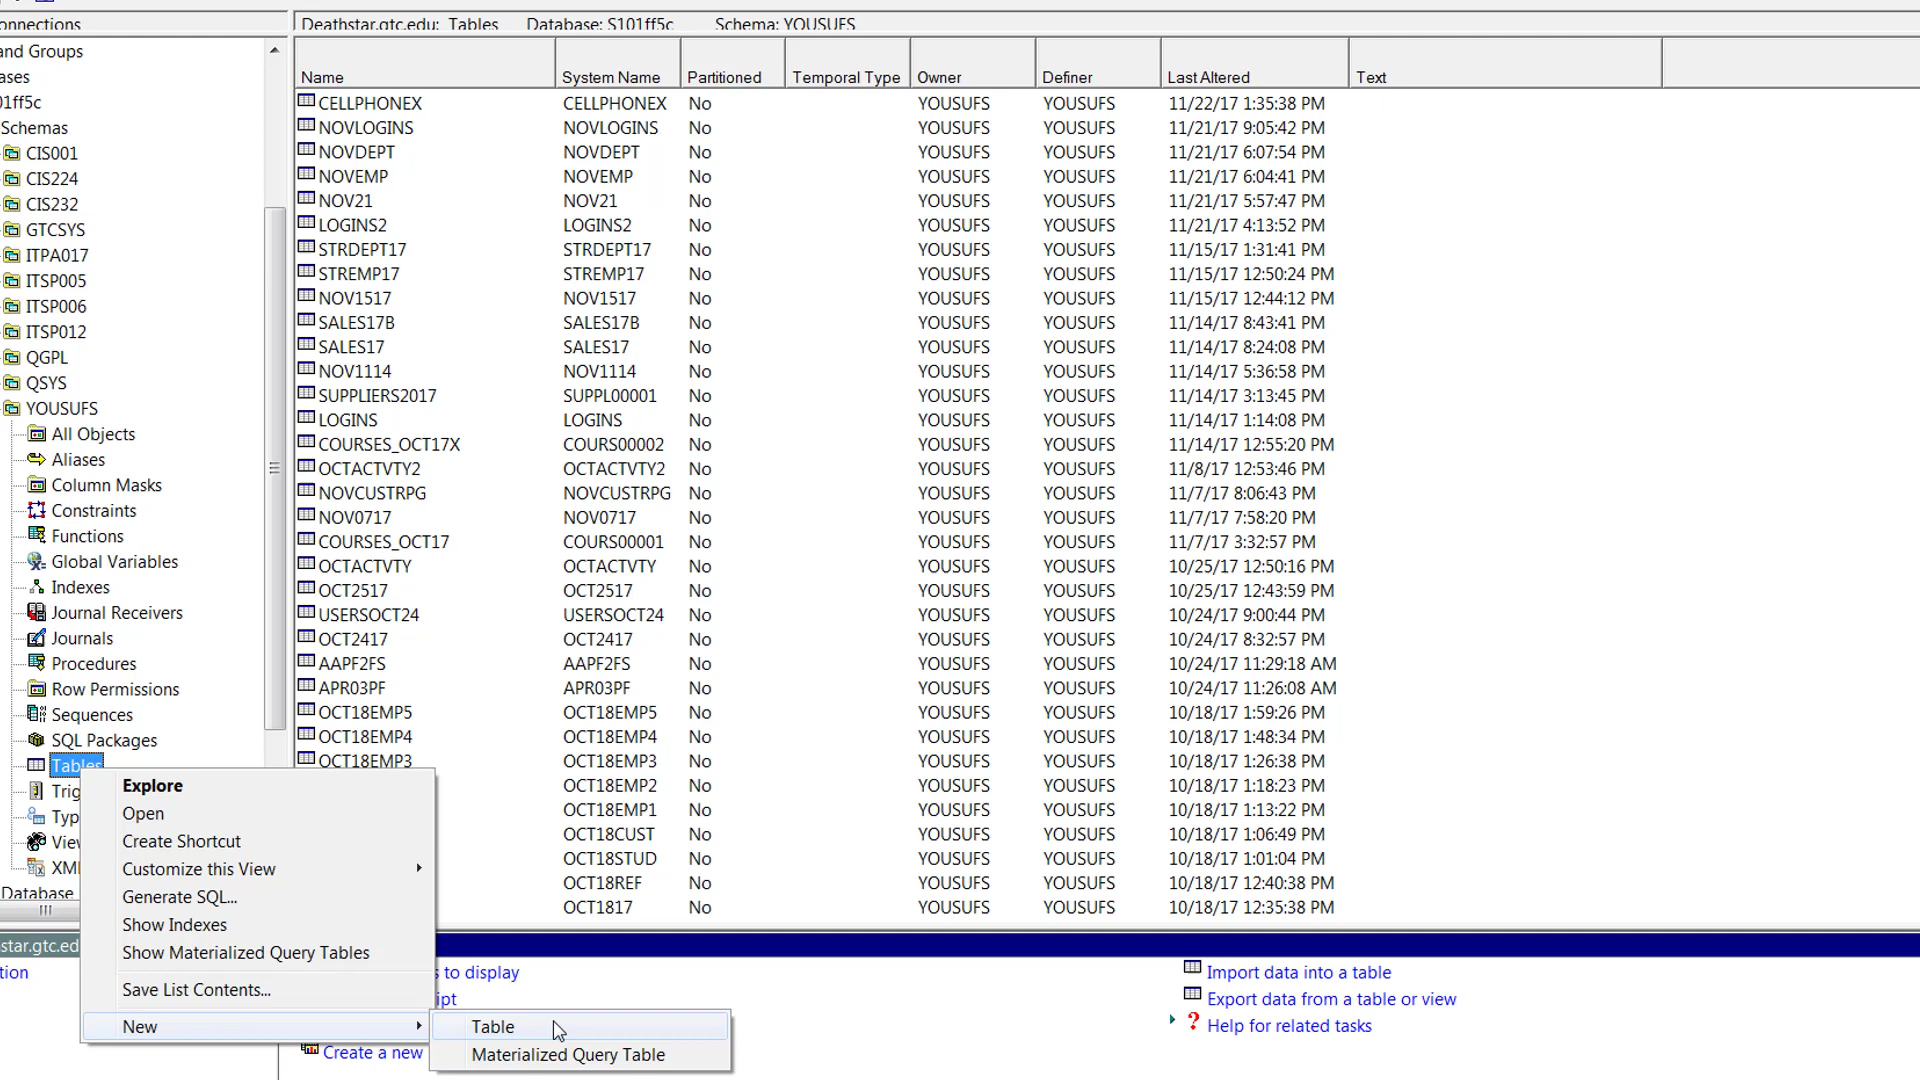 onnections
Deathstar.gtc.edu: Tables Database: S101ff5c Schema: YOUSUFS
and Groups
ases
01ff5c
Schemas
CIS001
CIS224
CIS232
GTCSYS
ITPA017
ITSP005
ITSP006
ITSP012
QGPL
QSYS
YOUSUFS
All Objects
Aliases
Column Masks
Constraints
Functions
Global Variables
Indexes
Journal Receivers
Journals
Procedures
Row Permissions
Sequences
SQL Packages
Tables
Trig
Typ
View
XMl
Database
Name System Name Partitioned Temporal Type Owner Definer Last Altered Text
CELLPHONEX CELLPHONEX No YOUSUFS YOUSUFS 11/22/17 1:35:38 PM
NOVLOGINS NOVLOGINS No YOUSUFS YOUSUFS 11/21/17 9:05:42 PM
NOVDEPT NOVDEPT No YOUSUFS YOUSUFS 11/21/17 6:07:54 PM
NOVEMP NOVEMP No YOUSUFS YOUSUFS 11/21/17 6:04:41 PM
NOV21 NOV21 No YOUSUFS YOUSUFS 11/21/17 5:57:47 PM
LOGINS2 LOGINS2 No YOUSUFS YOUSUFS 11/21/17 4:13:52 PM
STRDEPT17 STRDEPT17 No YOUSUFS YOUSUFS 11/15/17 1:31:41 PM
STREMP17 STREMP17 No YOUSUFS YOUSUFS 11/15/17 12:50:24 PM
NOV1517 NOV1517 No YOUSUFS YOUSUFS 11/15/17 12:44:12 PM
SALES17B SALES17B No YOUSUFS YOUSUFS 11/14/17 8:43:41 PM
SALES17 SALES17 No YOUSUFS YOUSUFS 11/14/17 8:24:08 PM
NOV1114 NOV1114 No YOUSUFS YOUSUFS 11/14/17 5:36:58 PM
SUPPLIERS2017 SUPPL00001 No YOUSUFS YOUSUFS 11/14/17 3:13:45 PM
LOGINS LOGINS No YOUSUFS YOUSUFS 11/14/17 1:14:08 PM
COURSES_OCT17X COURS00002 No YOUSUFS YOUSUFS 11/14/17 12:55:20 PM
OCTACTVTY2 OCTACTVTY2 No YOUSUFS YOUSUFS 11/8/17 12:53:46 PM
NOVCUSTRPG NOVCUSTRPG No YOUSUFS YOUSUFS 11/7/17 8:06:43 PM
NOV0717 NOV0717 No YOUSUFS YOUSUFS 11/7/17 7:58:20 PM
COURSES_OCT17 COURS00001 No YOUSUFS YOUSUFS 11/7/17 3:32:57 PM
OCTACTVTY OCTACTVTY No YOUSUFS YOUSUFS 10/25/17 12:50:16 PM
OCT2517 OCT2517 No YOUSUFS YOUSUFS 10/25/17 12:43:59 PM
USERSOCT24 USERSOCT24 No YOUSUFS YOUSUFS 10/24/17 9:00:44 PM
OCT2417 OCT2417 No YOUSUFS YOUSUFS 10/24/17 8:32:57 PM
AAPF2FS AAPF2FS No YOUSUFS YOUSUFS 10/24/17 11:29:18 AM
APR03PF APR03PF No YOUSUFS YOUSUFS 10/24/17 11:26:08 AM
OCT18EMP5 OCT18EMP5 No YOUSUFS YOUSUFS 10/18/17 1:59:26 PM
OCT18EMP4 OCT18EMP4 No YOUSUFS YOUSUFS 10/18/17 1:48:34 PM
OCT18EMP3 OCT18EMP3 No YOUSUFS YOUSUFS 10/18/17 1:26:38 PM
OCT18EMP2 No YOUSUFS YOUSUFS 10/18/17 1:18:23 PM
OCT18EMP1 No YOUSUFS YOUSUFS 10/18/17 1:13:22 PM
OCT18CUST No YOUSUFS YOUSUFS 10/18/17 1:06:49 PM
OCT18STUD No YOUSUFS YOUSUFS 10/18/17 1:01:04 PM
OCT18REF No YOUSUFS YOUSUFS 10/18/17 12:40:38 PM
OCT1817 No YOUSUFS YOUSUFS 10/18/17 12:35:38 PM
Explore
Open
Create Shortcut
Customize this View
Generate SQL...
Show Indexes
Show Materialized Query Tables
Save List Contents...
New
Table
Materialized Query Table
star.gtc.ed
tion
s to display
ipt
Create a new
Import data into a table
Export data from a table or view
Help for related tasks